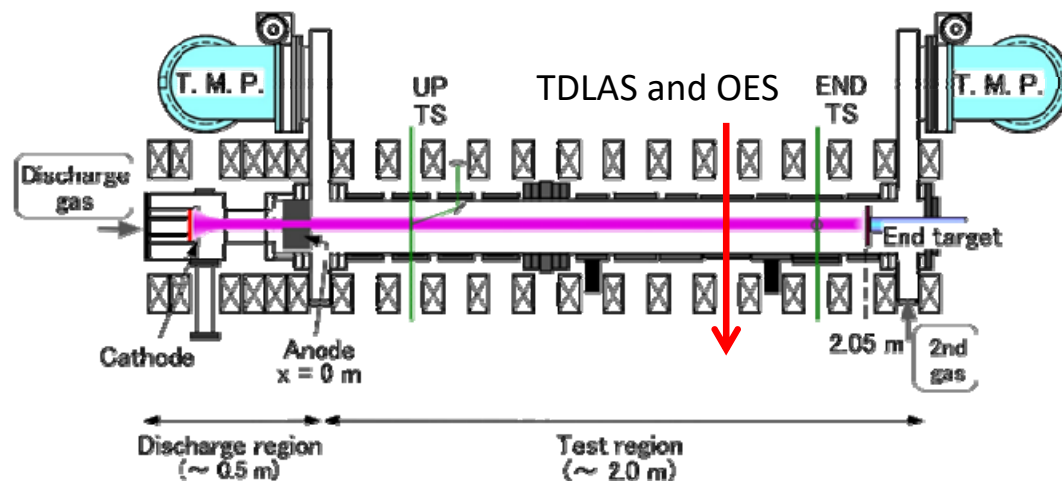 T. M. P.
UP
TS
TDLAS and OES
END
TS
T. M. P.
Discharge
gas
End target
Cathode
Anode
x = 0 m
2.05 m
2nd
gas
Discharge region
(~ 0.5 m)
Test region
(~ 2.0 m)